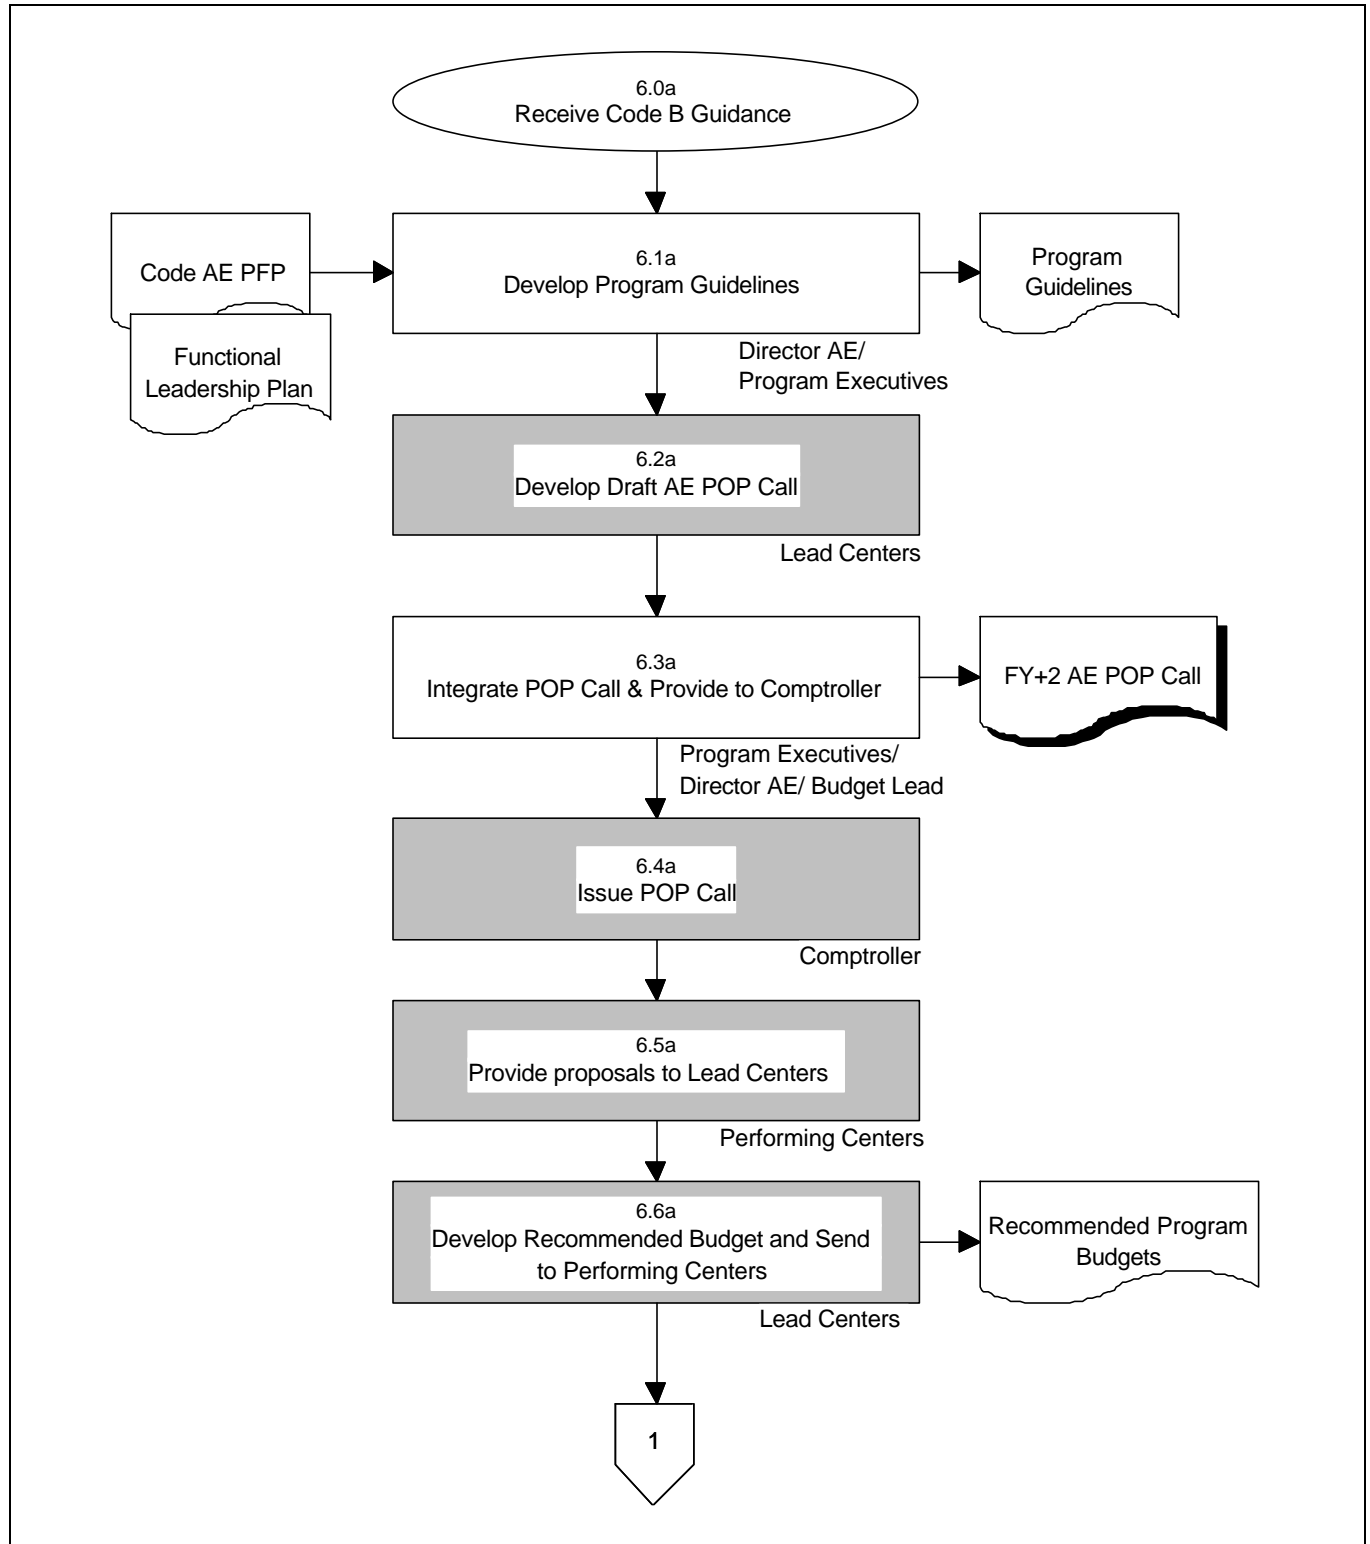 6.0a
Receive Code B Guidance
Code AE PFP
Functional
Leadership Plan
6.1a
Develop Program Guidelines
Program
Guidelines
Director AE/
Program Executives
6.2a
Develop Draft AE POP Call
Lead Centers
6.3a
Integrate POP Call & Provide to Comptroller
FY+2 AE POP Call
Program Executives/
Director AE/ Budget Lead
6.4a
Issue POP Call
Comptroller
6.5a
Provide proposals to Lead Centers
Performing Centers
6.6a
Develop Recommended Budget and Send
to Performing Centers
Recommended Program
Budgets
Lead Centers
1